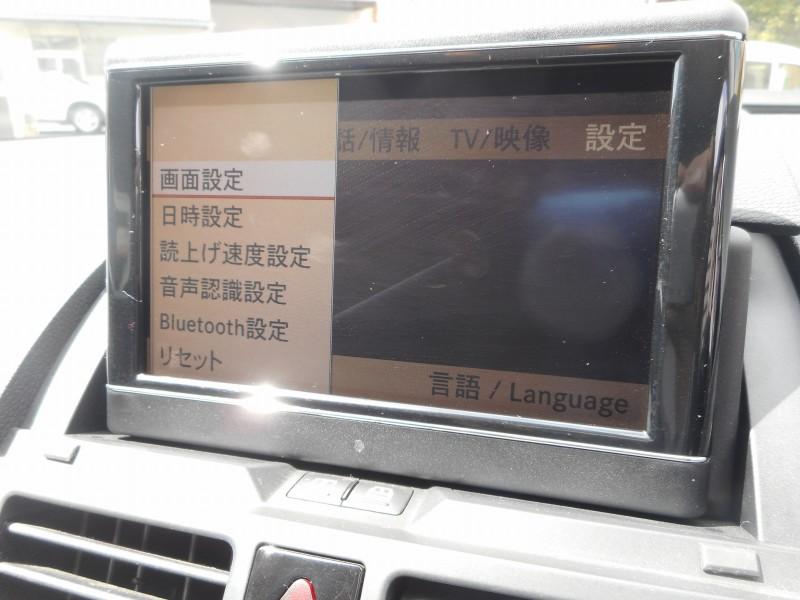 話/情報 TV/映像 設定
画面設定
日時設定
読上げ速度設定
音声認識設定
Bluetooth設定
リセット
言語 / Language